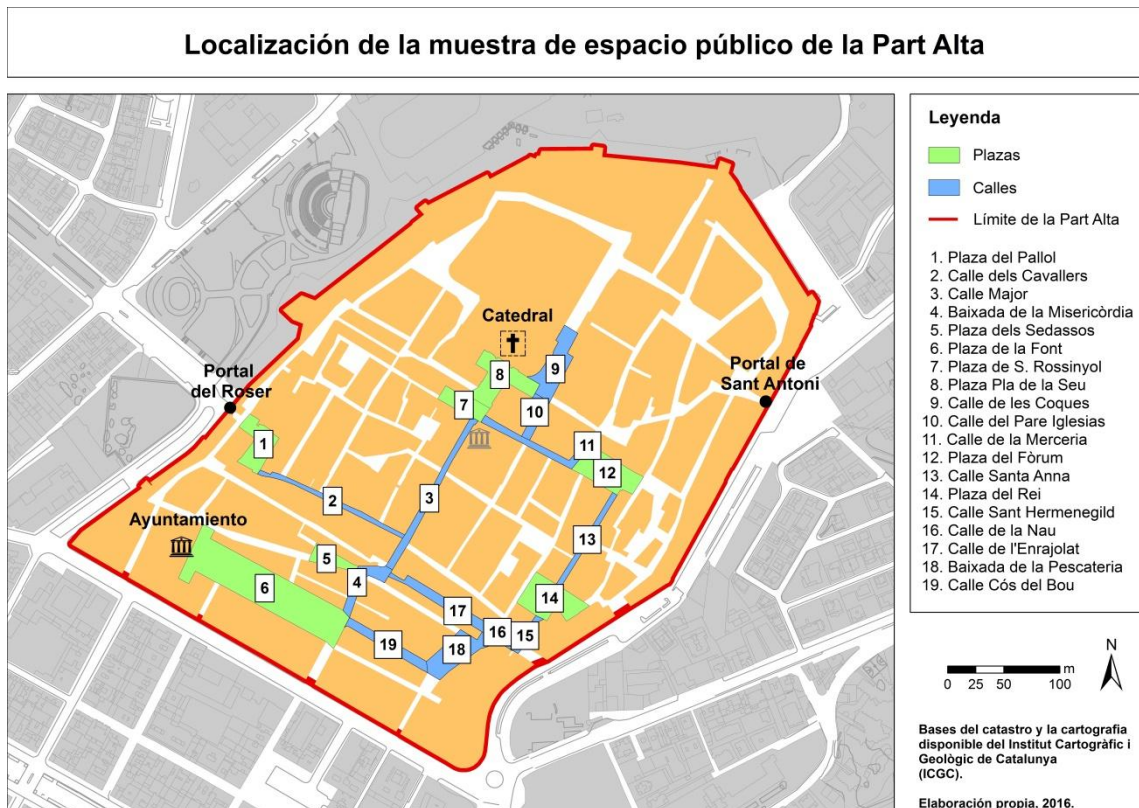 Localización de la muestra de espacio público de la Part Alta
Catedral
Portal
del Roser
Portal de
Sant Antoni
Ayuntamiento
1
2
3
4
5
6
7
8
9
10
11
12
13
14
15
16
17
18
19
Leyenda
Plazas
Calles
Límite de la Part Alta
1. Plaza del Pallol
2. Calle dels Cavallers
3. Calle Major
4. Baixada de la Misericòrdia
5. Plaza dels Sedassos
6. Plaza de la Font
7. Plaza de S. Rossinyol
8. Plaza Pla de la Seu
9. Calle de les Coques
10. Calle del Pare Iglesias
11. Calle de la Merceria
12. Plaza del Fòrum
13. Calle Santa Anna
14. Plaza del Rei
15. Calle Sant Hermenegild
16. Calle de la Nau
17. Calle de l'Enrajolat
18. Baixada de la Pescateria
19. Calle Cós del Bou
N
m
0 25 50 100
Bases del catastro y la cartografia
disponible del Institut Cartogràfic i
Geològic de Catalunya
(ICGC).
Elaboración propia. 2016.